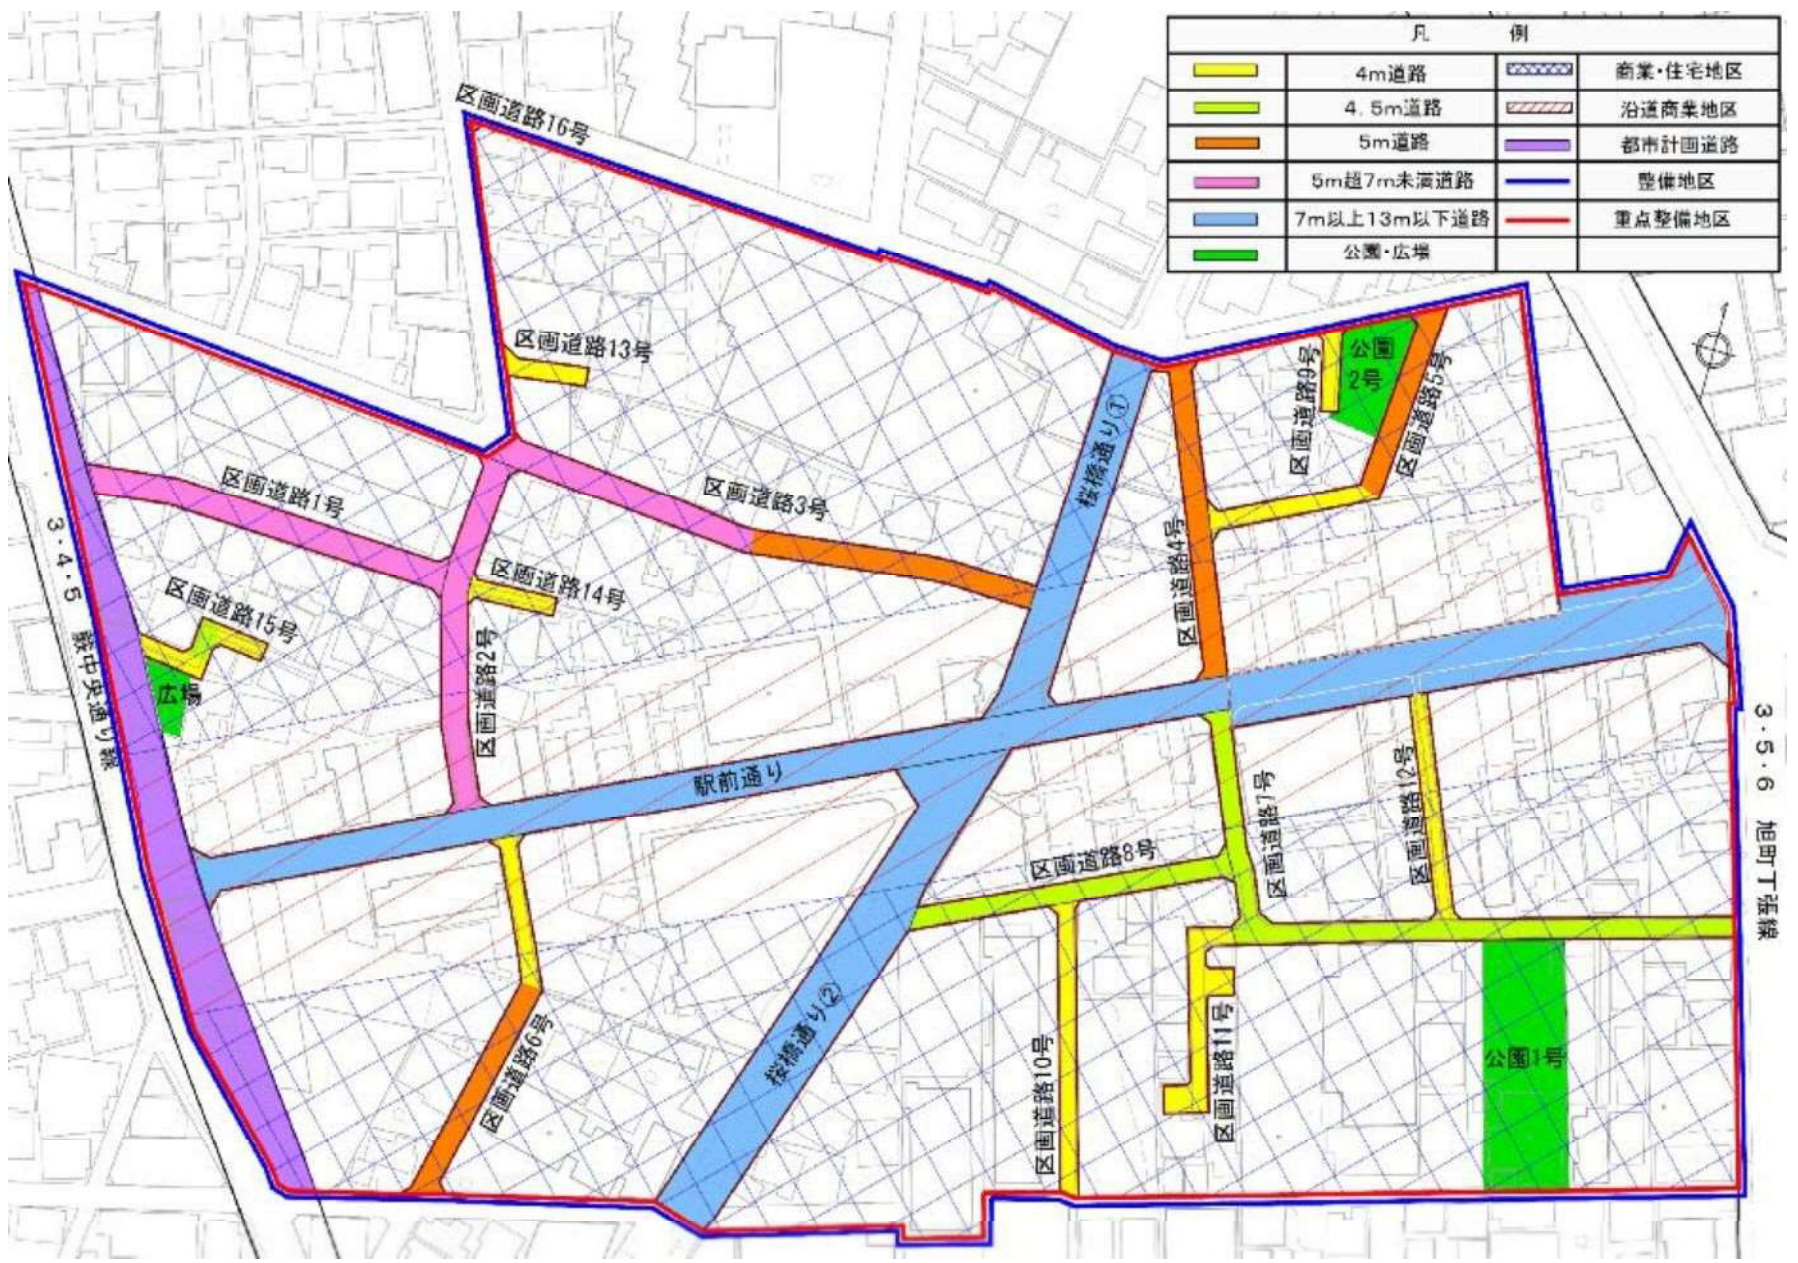 凡 例
4m道路
商業・住宅地区
4.5m道路
沿道商業地区
5m道路
都市計画道路
5m超7m未満道路
整備地区
7m以上13m以下道路
重点整備地区
公園・広場
区画道路16号
区画道路13号
区画道路9号
公園
2号
区画道路5号
桜橋通り①
区画道路1号
区画道路3号
区画道路4号
区画道路14号
区画道路15号
区画道路2号
広場
3・4・5 蕨中央通り線
駅前通り
3・5・6 旭町丁張線
区画道路7号
区画道路12号
区画道路8号
区画道路6号
桜橋通り②
区画道路10号
区画道路11号
公園1号